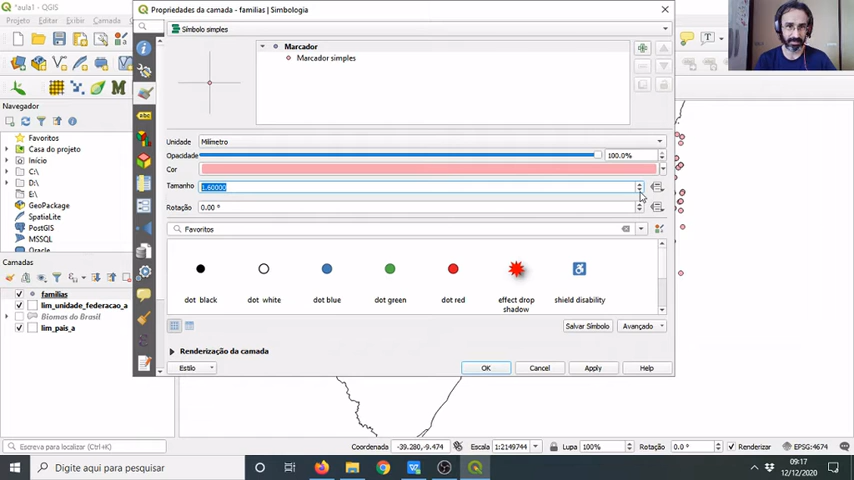 *aula1 - QGIS
Projeto Editar Exibir Camada
Propriedades da camada - familias | Simbologia
Símbolo simples
Marcador
Marcador simples
Unidade Milímetro
Opacidade 100.0%
Cor
Tamanho 1.60000
Rotação 0.00 °
Favoritos
dot black
dot white
dot blue
dot green
dot red
effect drop
shadow
shield disability
Salvar Símbolo
Avançado
Renderização da camada
Estilo
OK
Cancel
Apply
Help
abc
Navegador
Favoritos
Casa do projeto
Início
C:\
D:\
E:\
GeoPackage
SpatiaLite
PostGIS
MSSQL
Oracle
Camadas
familias
lim_unidade_federacao_a
Biomas do Brasil
lim_pais_a
Escreva para localizar (Ctrl+K)
Coordenada -39.280, -9.474
Escala 1:2149744
Lupa 100%
Rotação 0.0 °
Renderizar
EPSG:4674
Digite aqui para pesquisar
09:17
12/12/2020